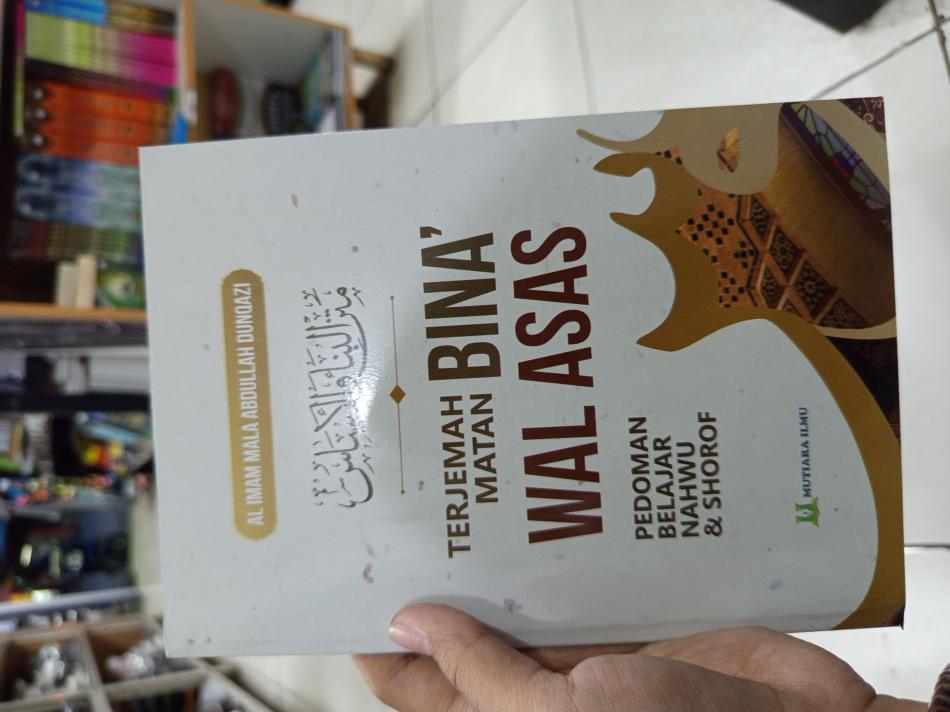 AL IMAM MALA ABDULLAH DUNQAZI
متن البناء والأساس
TERJEMAH
MATAN
BINA'
WAL ASAS
PEDOMAN
BELAJAR
NAHWU
& SHOROF
MUTIARA ILMU